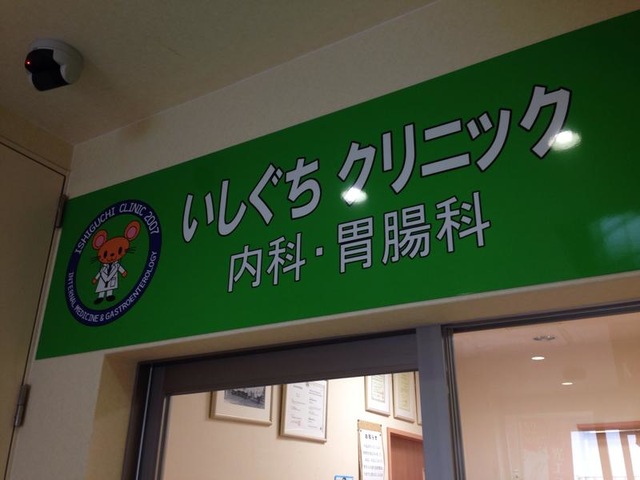 いしぐち クリニック
内科・胃腸科
ISHIGUCHI CLINIC 2007
INTERNAL MEDICINE & GASTROENTEROLOGY